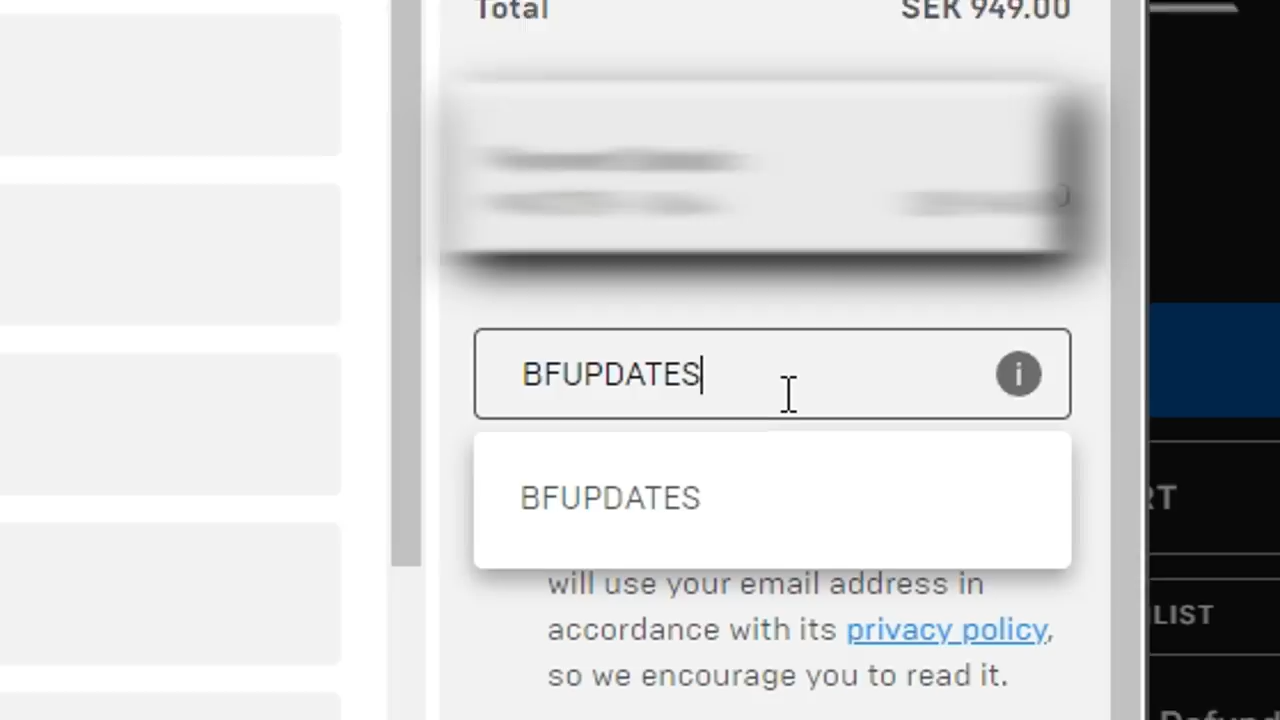 Total SEK 949.00
BFUPDATES
BFUPDATES
will use your email address in
accordance with its privacy policy,
so we encourage you to read it.
RT
LIST